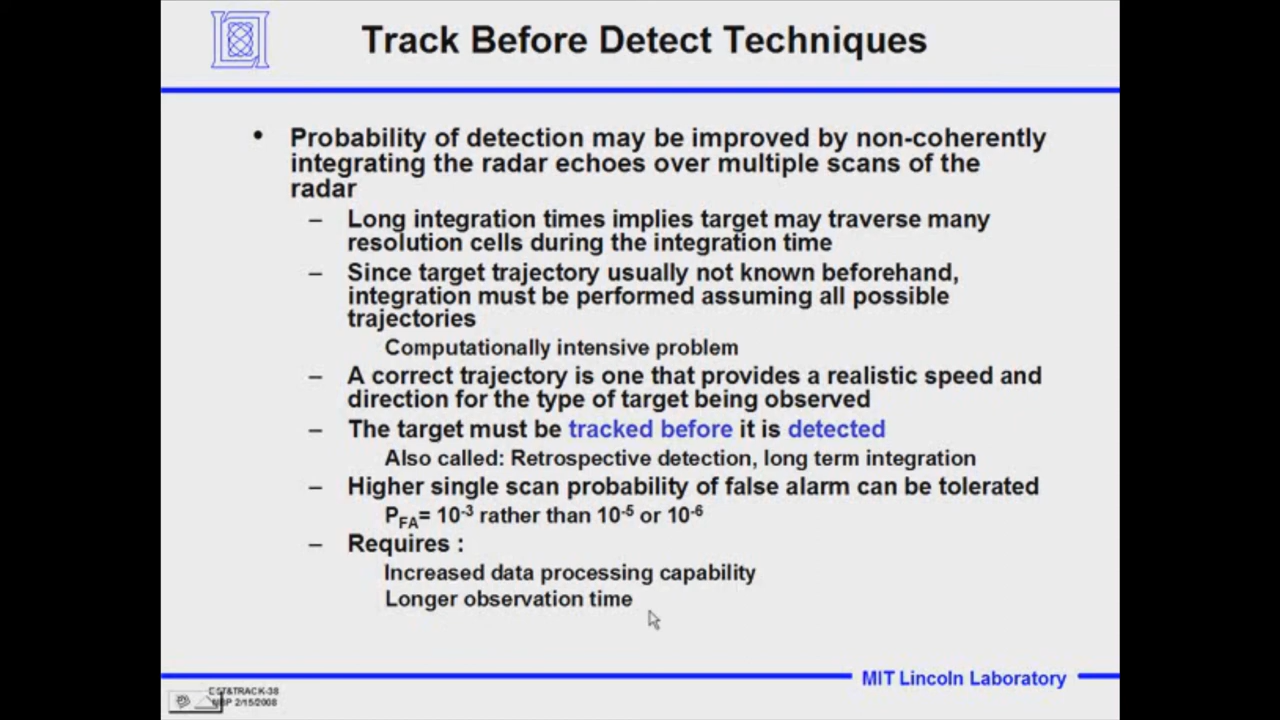 Track Before Detect Techniques
• Probability of detection may be improved by non-coherently
integrating the radar echoes over multiple scans of the
radar
– Long integration times implies target may traverse many
resolution cells during the integration time
– Since target trajectory usually not known beforehand,
integration must be performed assuming all possible
trajectories
Computationally intensive problem
– A correct trajectory is one that provides a realistic speed and
direction for the type of target being observed
– The target must be tracked before it is detected
Also called: Retrospective detection, long term integration
– Higher single scan probability of false alarm can be tolerated
P_FA= 10⁻³ rather than 10⁻⁵ or 10⁻⁶
– Requires :
Increased data processing capability
Longer observation time
MIT Lincoln Laboratory
2/15/2008